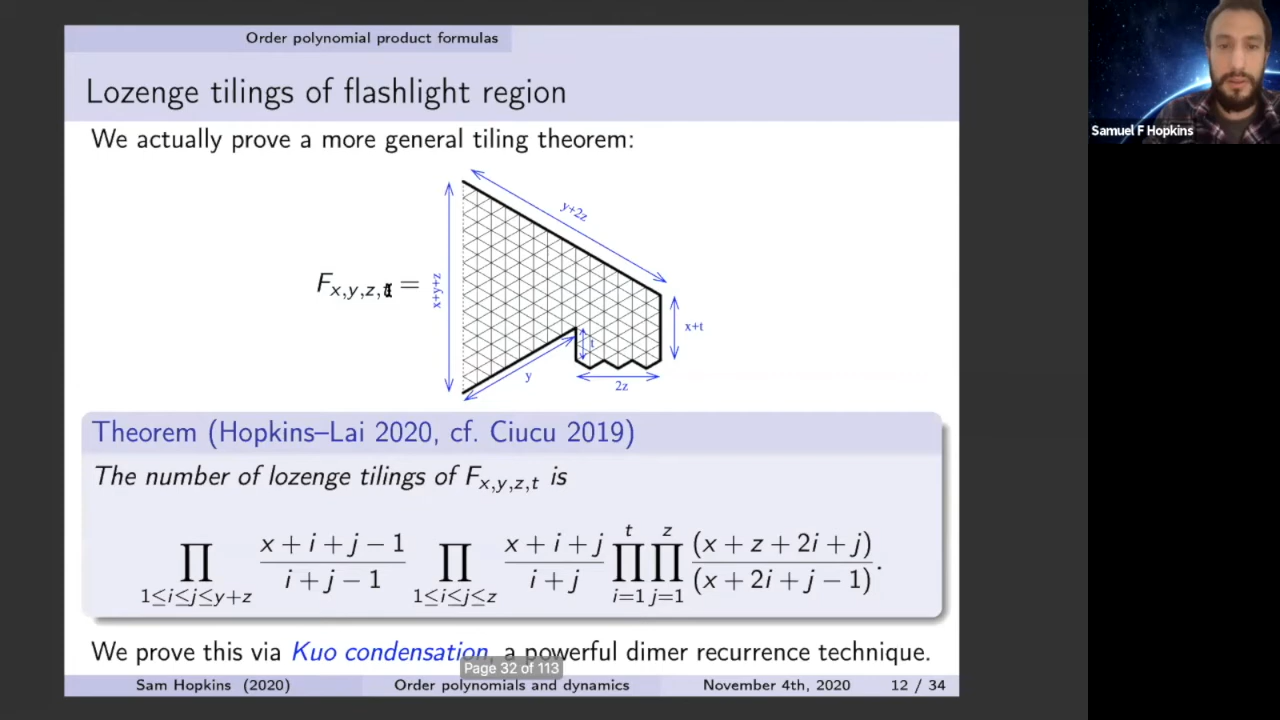 Order polynomial product formulas
Lozenge tilings of flashlight region
We actually prove a more general tiling theorem:
y+2z
x+y+z
F_{x,y,z,t} =
x+t
t
y
2z
Theorem (Hopkins–Lai 2020, cf. Ciucu 2019)
The number of lozenge tilings of F_{x,y,z,t} is
∏_{1≤i≤j≤y+z} \frac{x + i + j − 1}{i + j − 1} ∏_{1≤i≤j≤z} \frac{x + i + j}{i + j} ∏_{i=1}^{t} ∏_{j=1}^{z} \frac{(x + z + 2i + j)}{(x + 2i + j − 1)}.
We prove this via Kuo condensation, a powerful dimer recurrence technique.
Page 32 of 113
Sam Hopkins (2020) Order polynomials and dynamics November 4th, 2020 12 / 34
Samuel F Hopkins